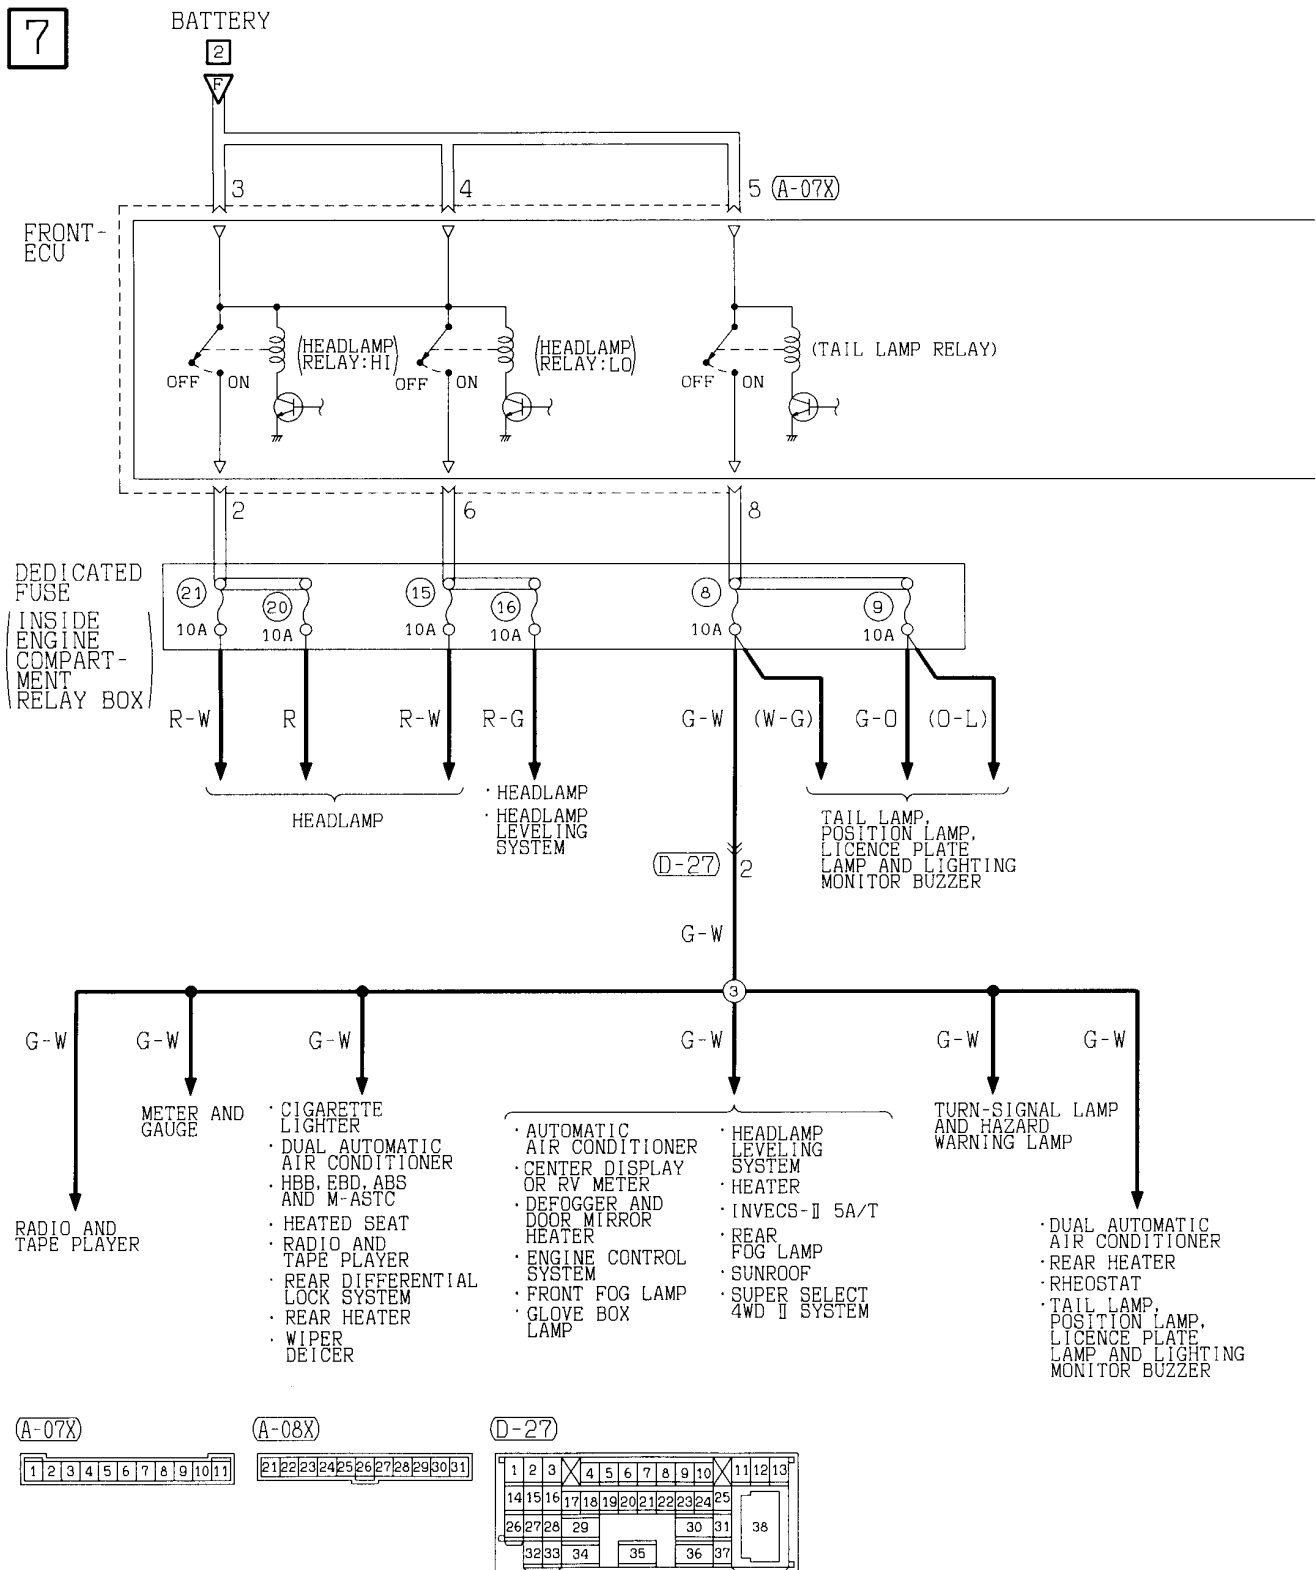 7
BATTERY
2
F
3
4
5 (A-07X)
FRONT-
ECU
(HEADLAMP
RELAY:HI)
(HEADLAMP
RELAY:LO)
(TAIL LAMP RELAY)
OFF ON
OFF ON
OFF ON
2
6
8
DEDICATED
FUSE
(INSIDE
ENGINE
COMPART-
MENT
RELAY BOX)
21
10A
20
10A
15
10A
16
10A
8
10A
9
10A
R-W
R
R-W
R-G
G-W
(W-G)
G-O
(O-L)
HEADLAMP
· HEADLAMP
· HEADLAMP
LEVELING
SYSTEM
TAIL LAMP,
POSITION LAMP,
LICENCE PLATE
LAMP AND LIGHTING
MONITOR BUZZER
(D-27) 2
G-W
3
G-W
G-W
G-W
G-W
G-W
G-W
RADIO AND
TAPE PLAYER
METER AND
GAUGE
· CIGARETTE
LIGHTER
· DUAL AUTOMATIC
AIR CONDITIONER
· HBB, EBD, ABS
AND M-ASTC
· HEATED SEAT
· RADIO AND
TAPE PLAYER
· REAR DIFFERENTIAL
LOCK SYSTEM
· REAR HEATER
· WIPER
DEICER
· AUTOMATIC
AIR CONDITIONER
· CENTER DISPLAY
OR RV METER
· DEFOGGER AND
DOOR MIRROR
HEATER
· ENGINE CONTROL
SYSTEM
· FRONT FOG LAMP
· GLOVE BOX
LAMP
· HEADLAMP
LEVELING
SYSTEM
· HEATER
· INVECS-II 5A/T
· REAR
FOG LAMP
· SUNROOF
· SUPER SELECT
4WD II SYSTEM
TURN-SIGNAL LAMP
AND HAZARD
WARNING LAMP
· DUAL AUTOMATIC
AIR CONDITIONER
· REAR HEATER
· RHEOSTAT
· TAIL LAMP,
POSITION LAMP,
LICENCE PLATE
LAMP AND LIGHTING
MONITOR BUZZER
(A-07X)
1 2 3 4 5 6 7 8 9 10 11
(A-08X)
21 22 23 24 25 26 27 28 29 30 31
(D-27)
1 2 3 4 5 6 7 8 9 10 11 12 13
14 15 16 17 18 19 20 21 22 23 24 25
26 27 28 29 30 31 38
32 33 34 35 36 37